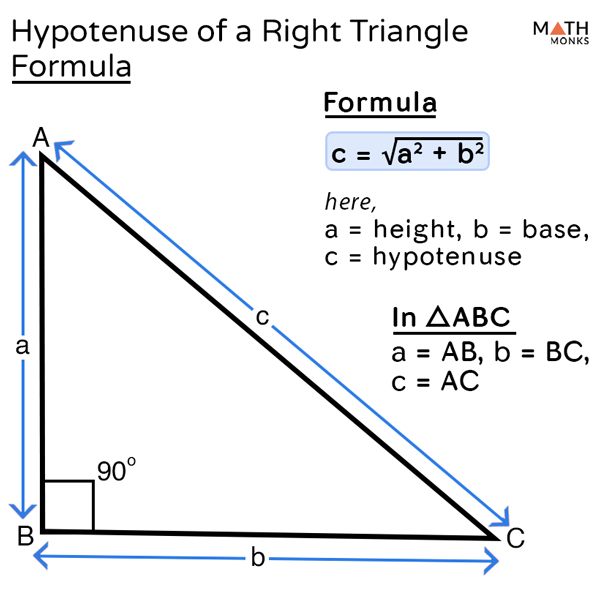 Hypotenuse of a Right Triangle
Formula
MATH
MONKS
Formula
c = √a² + b²
here,
a = height, b = base,
c = hypotenuse
In △ABC
a = AB, b = BC,
c = AC
A
c
a
90°
B
C
b